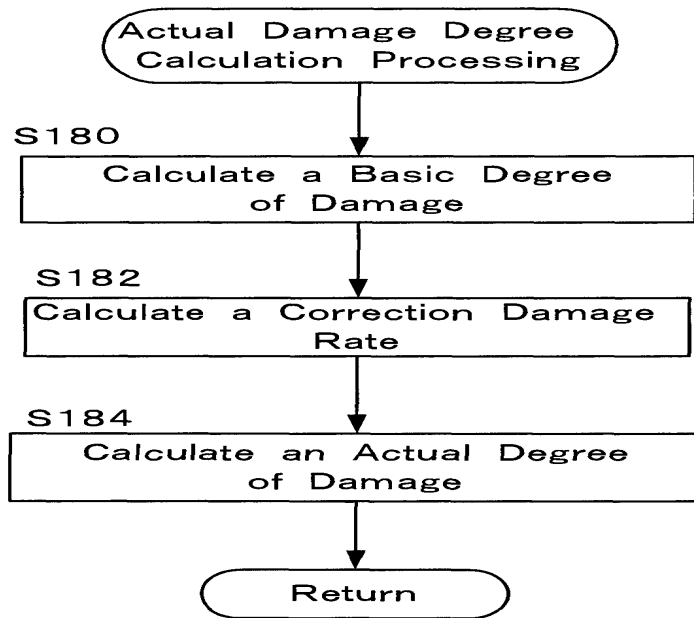 Actual Damage Degree
Calculation Processing
S180
Calculate a Basic Degree
of Damage
S182
Calculate a Correction Damage
Rate
S184
Calculate an Actual Degree
of Damage
Return